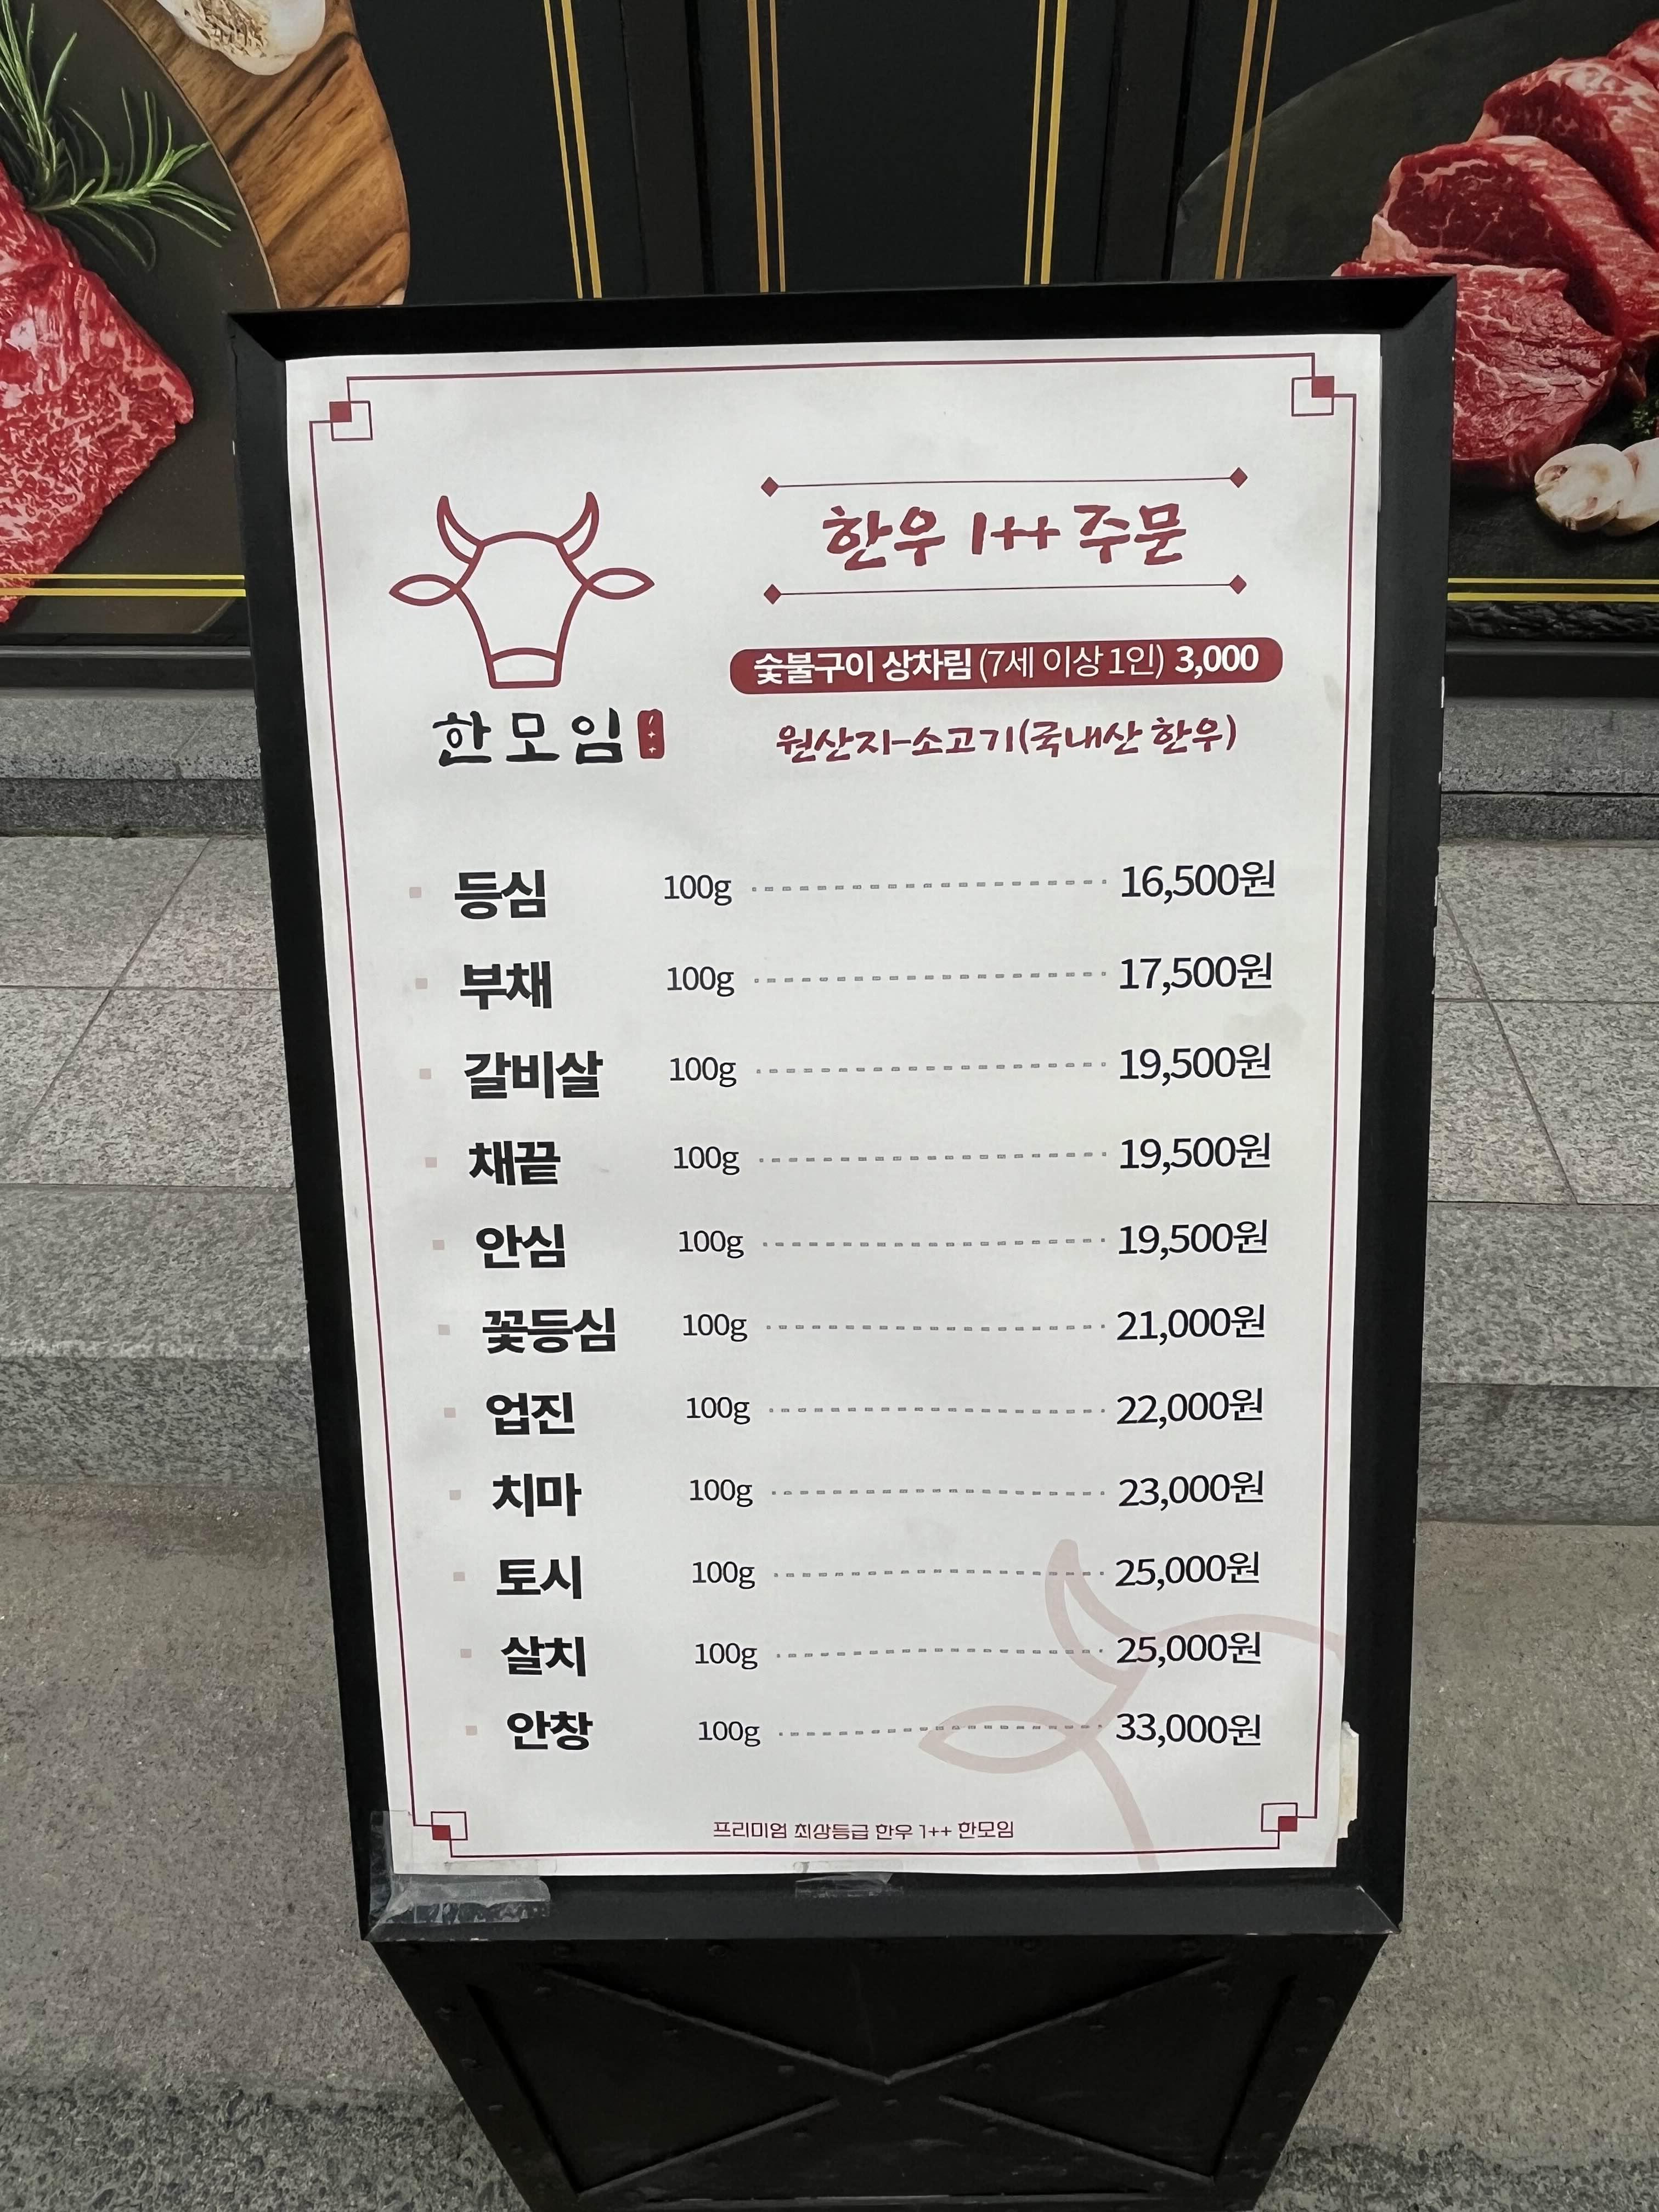 한우 1++ 주문
숯불구이 상차림 (7세 이상 1인) 3,000
한모임 1++
원산지-소고기(국내산 한우)
등심 100g 16,500원
부채 100g 17,500원
갈비살 100g 19,500원
채끝 100g 19,500원
안심 100g 19,500원
꽃등심 100g 21,000원
업진 100g 22,000원
치마 100g 23,000원
토시 100g 25,000원
살치 100g 25,000원
안창 100g 33,000원
프리미엄 최상등급 한우 1++ 한모임